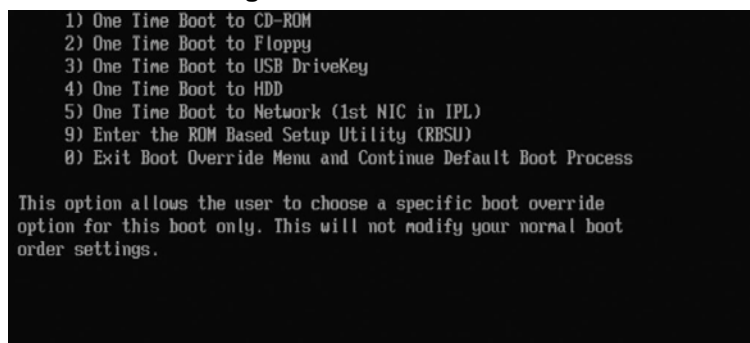 1) One Time Boot to CD-ROM
2) One Time Boot to Floppy
3) One Time Boot to USB DriveKey
4) One Time Boot to HDD
5) One Time Boot to Network (1st NIC in IPL)
9) Enter the ROM Based Setup Utility (RBSU)
0) Exit Boot Override Menu and Continue Default Boot Process
This option allows the user to choose a specific boot override
option for this boot only. This will not modify your normal boot
order settings.